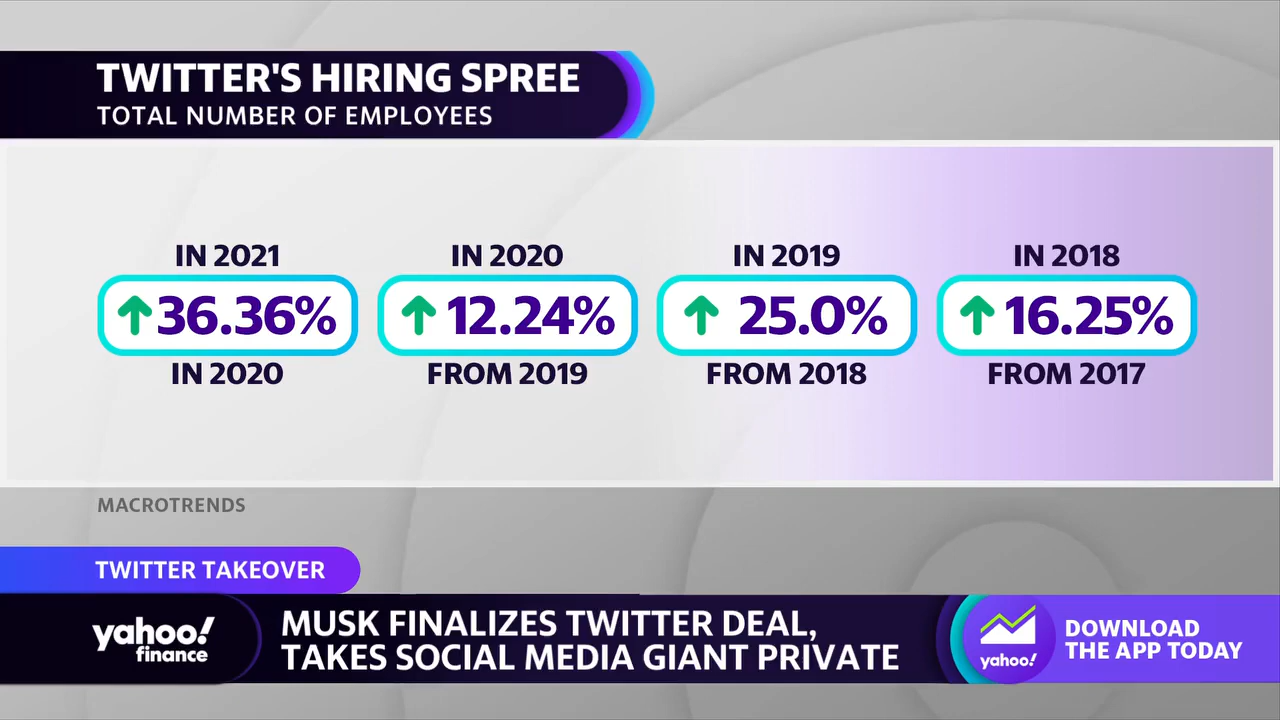 TWITTER'S HIRING SPREE
TOTAL NUMBER OF EMPLOYEES
IN 2021
36.36%
IN 2020
IN 2020
12.24%
FROM 2019
IN 2019
25.0%
FROM 2018
IN 2018
16.25%
FROM 2017
MACROTRENDS
TWITTER TAKEOVER
yahoo!
finance
MUSK FINALIZES TWITTER DEAL,
TAKES SOCIAL MEDIA GIANT PRIVATE
yahoo!
DOWNLOAD
THE APP TODAY